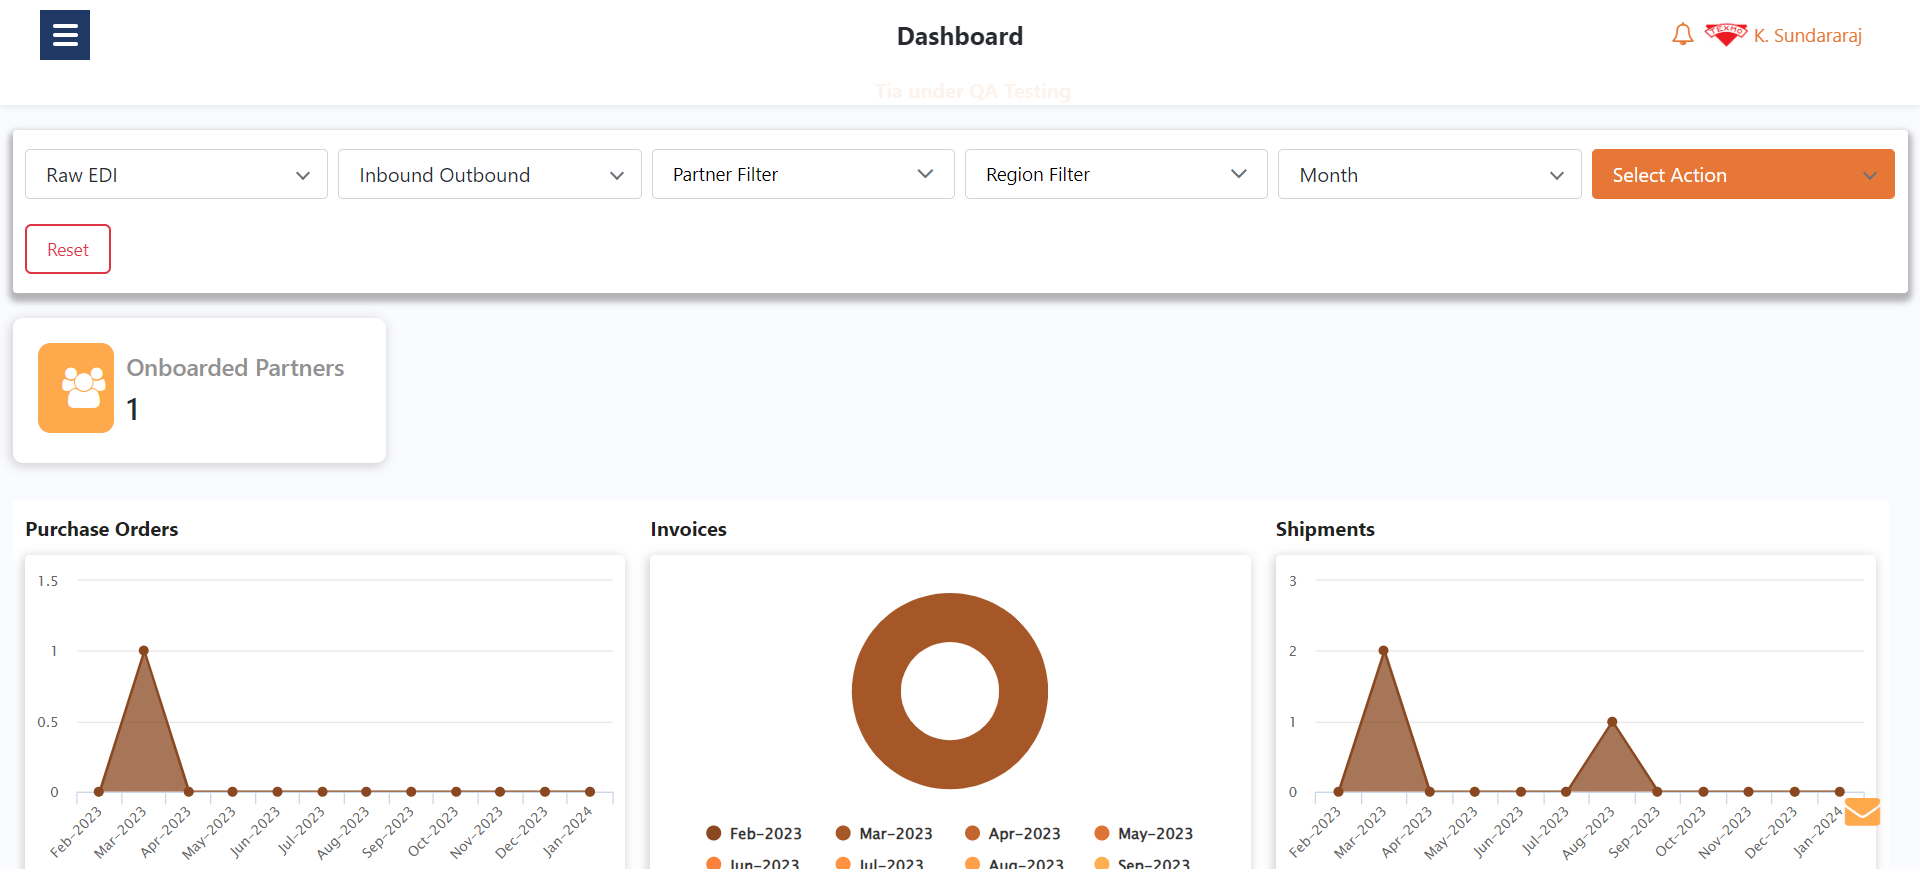 Dashboard
TEXMO
K. Sundararaj
Tia under QA Testing
Raw EDI
Inbound Outbound
Partner Filter
Region Filter
Month
Select Action
Reset
Onboarded Partners
1
Purchase Orders
1.5
1
0.5
0
Feb-2023
Mar-2023
Apr-2023
May-2023
Jun-2023
Jul-2023
Aug-2023
Sep-2023
Oct-2023
Nov-2023
Dec-2023
Jan-2024
Invoices
Feb-2023 Mar-2023 Apr-2023 May-2023
Jun-2023 Jul-2023 Aug-2023 Sep-2023
Shipments
3
2
1
0
Feb-2023
Mar-2023
Apr-2023
May-2023
Jun-2023
Jul-2023
Aug-2023
Sep-2023
Oct-2023
Nov-2023
Dec-2023
Jan-2024